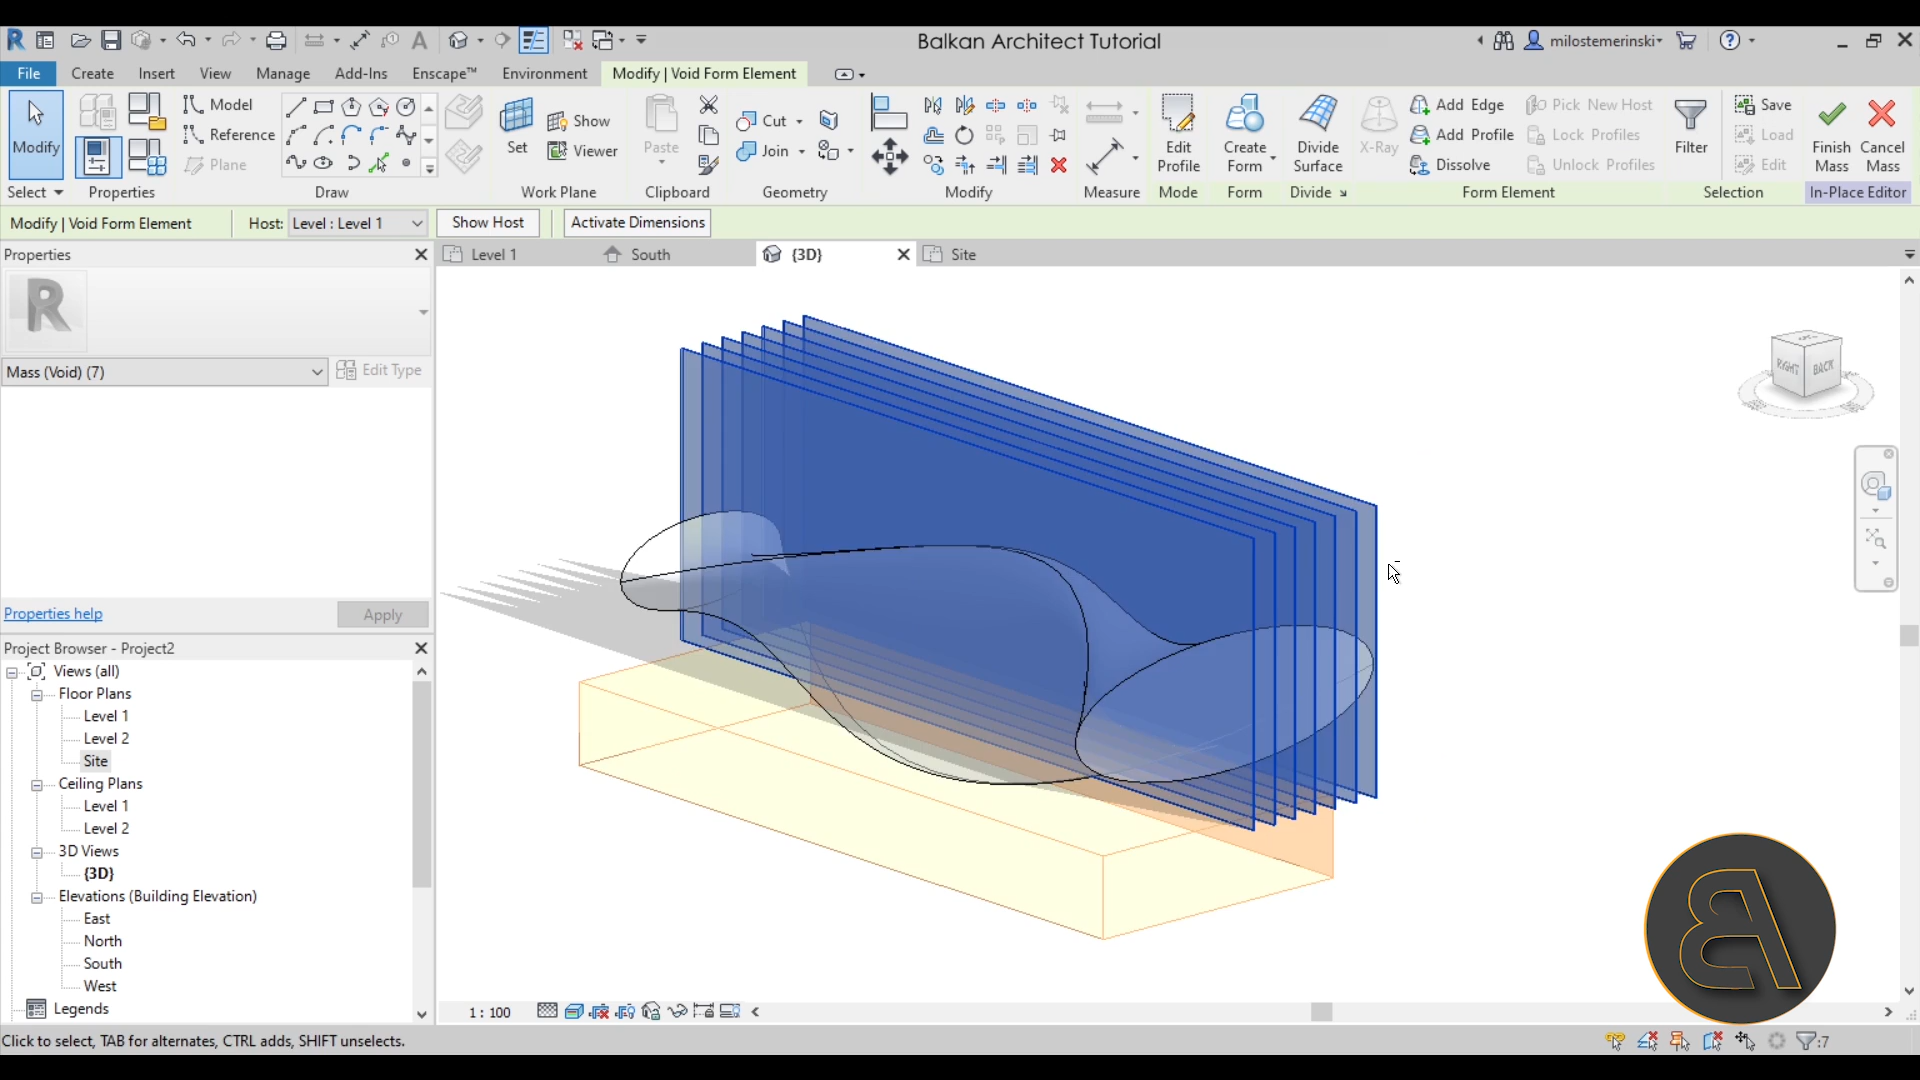 Balkan Architect Tutorial
milostemerinski
File Create Insert View Manage Add-Ins Enscape™ Environment Modify | Void Form Element
Modify
Model
Reference
Plane
Set
Show
Viewer
Paste
Cut
Join
Edit Profile
Create Form
Divide Surface
X-Ray
Add Edge
Add Profile
Dissolve
Pick New Host
Lock Profiles
Unlock Profiles
Filter
Save
Load
Edit
Finish Mass
Cancel Mass
Select Properties Draw Work Plane Clipboard Geometry Modify Measure Mode Form Divide Form Element Selection In-Place Editor
Modify | Void Form Element Host: Level : Level 1 Show Host Activate Dimensions
Properties
Level 1 South {3D} Site
R
Mass (Void) (7) Edit Type
RIGHT BACK
Properties help Apply
Project Browser - Project2
Views (all)
Floor Plans
Level 1
Level 2
Site
Ceiling Plans
Level 1
Level 2
3D Views
{3D}
Elevations (Building Elevation)
East
North
South
West
Legends
1 : 100
Click to select, TAB for alternates, CTRL adds, SHIFT unselects.
:7